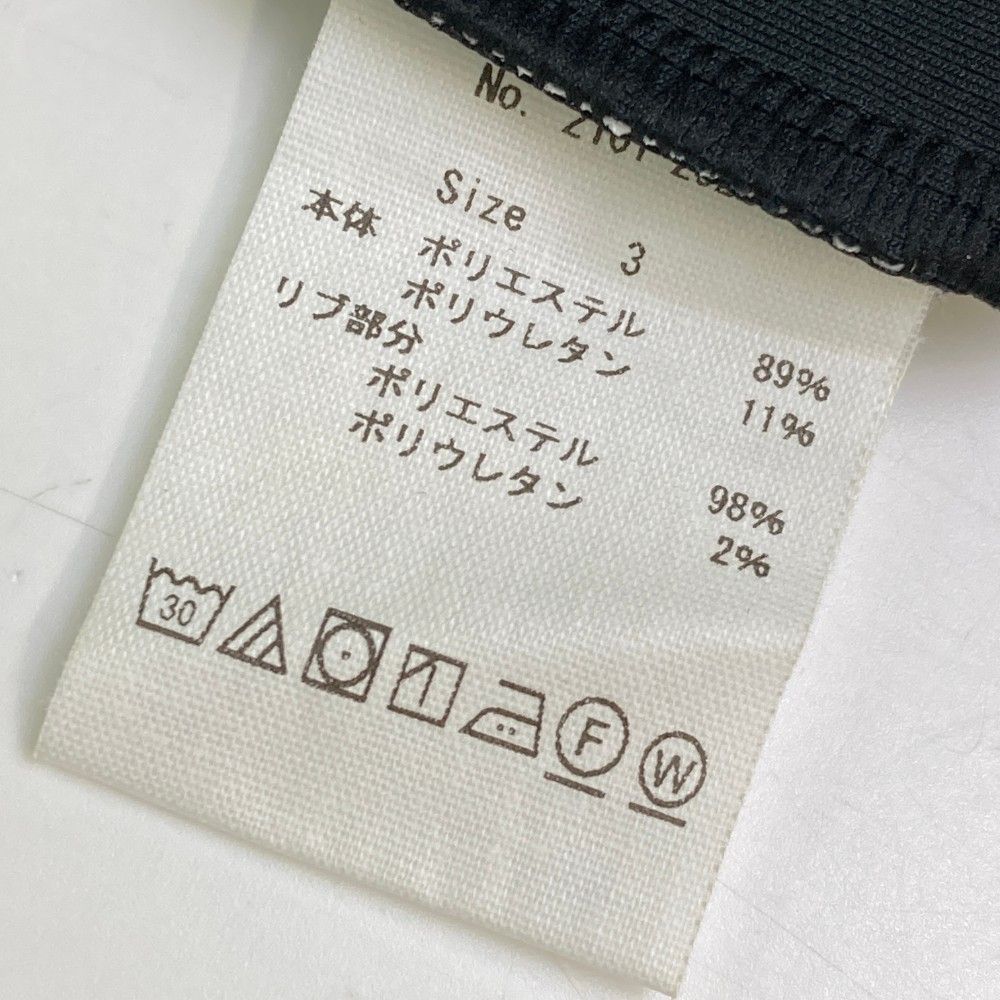 No.
Size 3
本体 ポリエステル 89%
ポリウレタン 11%
リブ部分
ポリエステル 98%
ポリウレタン 2%
30
F
W